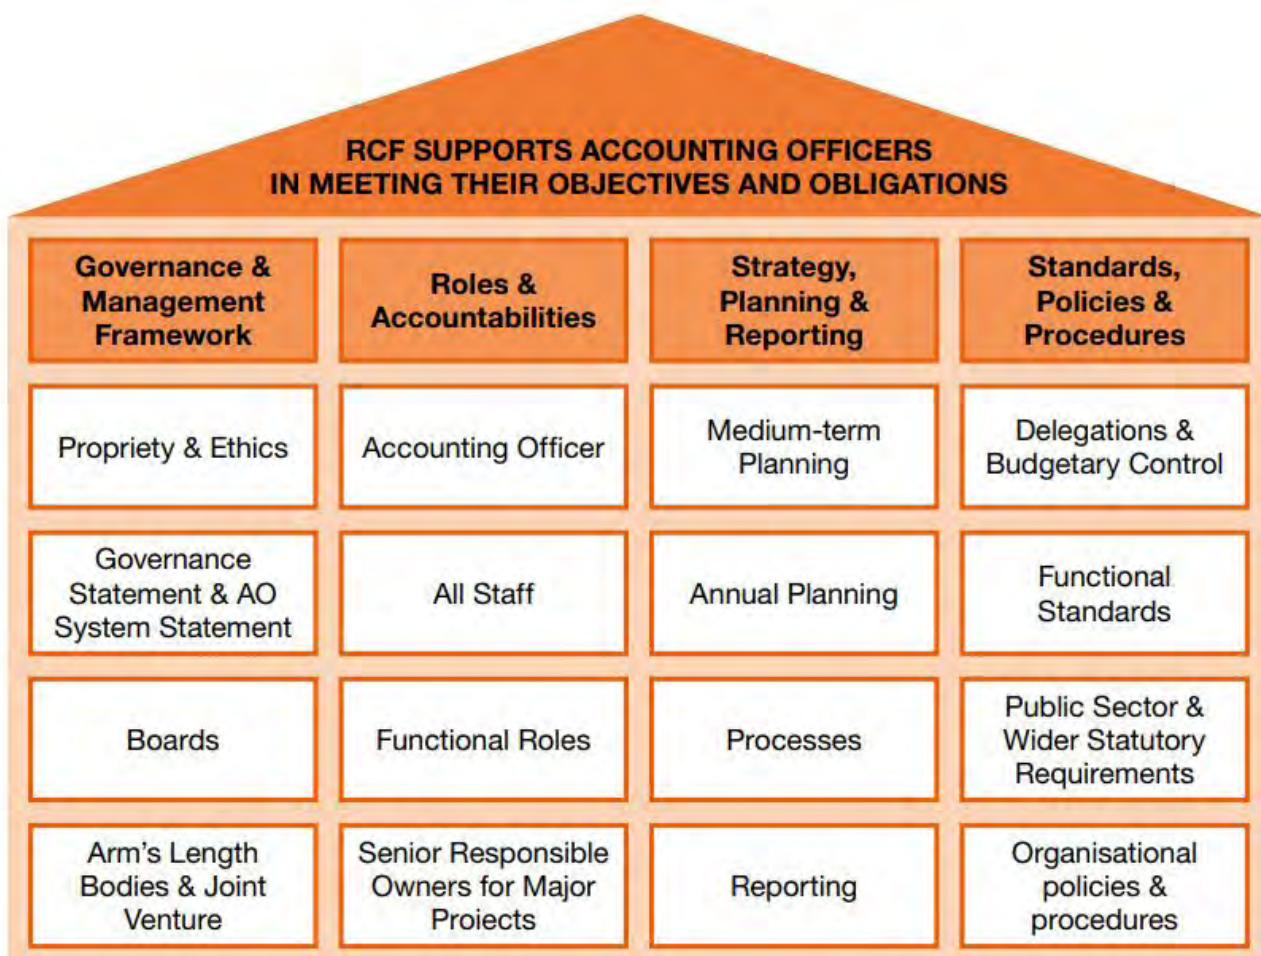 RCF SUPPORTS ACCOUNTING OFFICERS
IN MEETING THEIR OBJECTIVES AND OBLIGATIONS
Governance &
Management
Framework
Roles &
Accountabilities
Strategy,
Planning &
Reporting
Standards,
Policies &
Procedures
Propriety & Ethics
Accounting Officer
Medium-term
Planning
Delegations &
Budgetary Control
Governance
Statement & AO
System Statement
All Staff
Annual Planning
Functional
Standards
Boards
Functional Roles
Processes
Public Sector &
Wider Statutory
Requirements
Arm’s Length
Bodies & Joint
Venture
Senior Responsible
Owners for Major
Projects
Reporting
Organisational
policies &
procedures